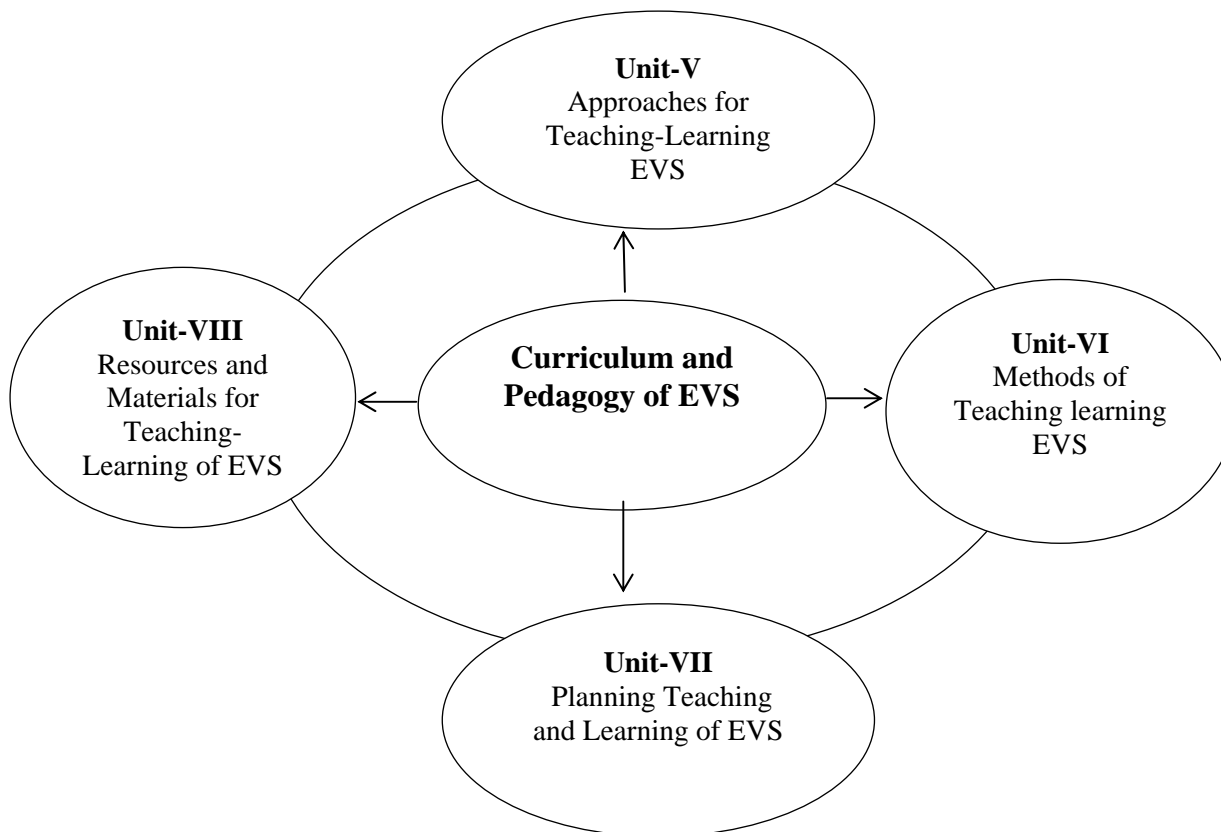 Unit-V
Approaches for
Teaching-Learning
EVS
Unit-VIII
Resources and
Materials for
Teaching-
Learning of EVS
Curriculum and
Pedagogy of EVS
Unit-VI
Methods of
Teaching learning
EVS
Unit-VII
Planning Teaching
and Learning of EVS